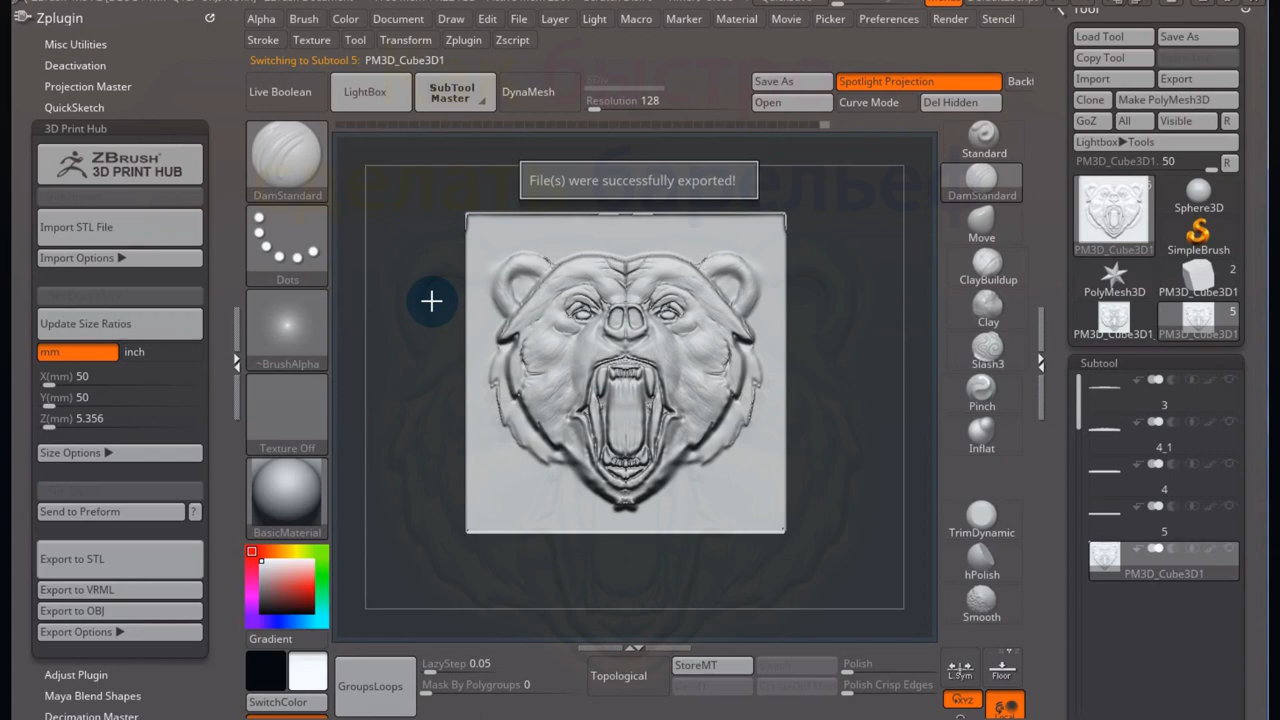 Zplugin
Misc Utilities
Deactivation
Projection Master
QuickSketch
3D Print Hub
ZBRUSH®
3D PRINT HUB
Import STL File
Import Options ▶
Update Size Ratios
mm inch
X(mm) 50
Y(mm) 50
Z(mm) 5.356
Size Options ▶
Send to Preform ?
Export to STL
Export to VRML
Export to OBJ
Export Options ▶
Adjust Plugin
Maya Blend Shapes
Decimation Master
Alpha Brush Color Document Draw Edit File Layer Light Macro Marker Material Movie Picker Preferences Render Stencil
Stroke Texture Tool Transform Zplugin Zscript
Switching to Subtool 5: PM3D_Cube3D1
Live Boolean LightBox SubTool Master DynaMesh
Resolution 128
Save As Spotlight Projection
Open Curve Mode Del Hidden
быстро
File(s) were successfully exported!
DamStandard
Dots
~BrushAlpha
Texture Off
BasicMaterial
Gradient
SwitchColor
GroupsLoops
LazyStep 0.05
Mask By Polygroups 0
Topological
StoreMT
Polish
Polish Crisp Edges
L.Sym Floor
XYZ
Standard
DamStandard
Move
ClayBuildup
Clay
Slash3
Pinch
Inflat
TrimDynamic
hPolish
Smooth
Tool
Load Tool Save As
Copy Tool
Import Export
Clone Make PolyMesh3D
GoZ All Visible R
Lightbox▶Tools
PM3D_Cube3D1. 50 R
5
PM3D_Cube3D1 Sphere3D
SimpleBrush
2
PolyMesh3D PM3D_Cube3D1
5
PM3D_Cube3D1 PM3D_Cube3D1
Subtool
3
4_1
4
5
PM3D_Cube3D1